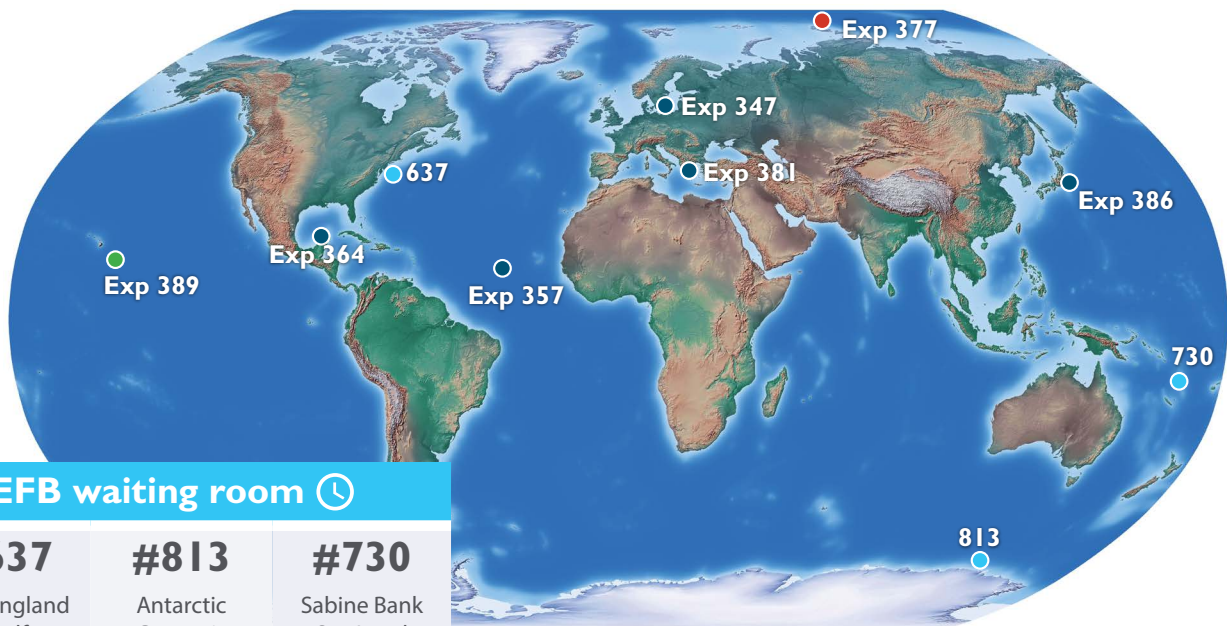 Exp 377
Exp 347
637
Exp 381
Exp 386
Exp 364
Exp 389
Exp 357
730
813
EFB waiting room
#813
#730
Antarctic
Sabine Bank